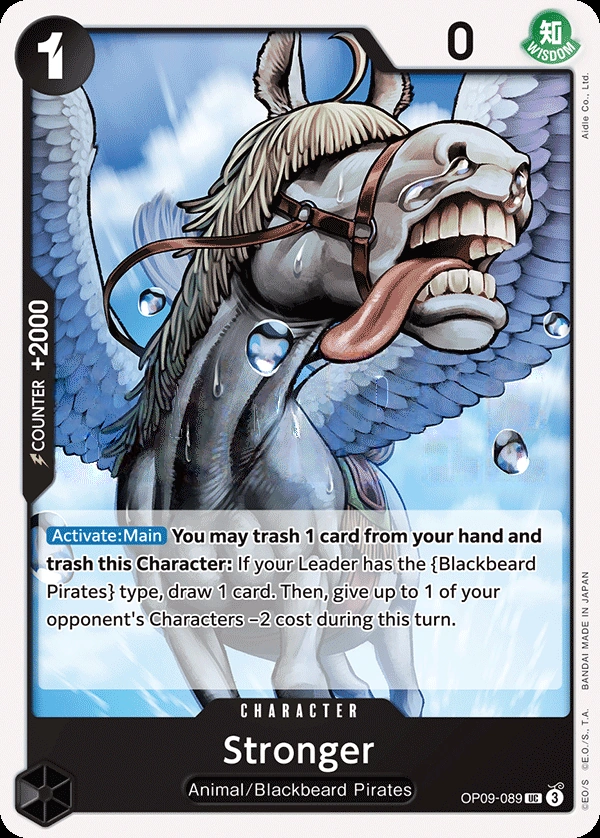 1
0
知
WISDOM
Aidle Co., Ltd.
COUNTER +2000
Activate:Main You may trash 1 card from your hand and
trash this Character: If your Leader has the {Blackbeard
Pirates} type, draw 1 card. Then, give up to 1 of your
opponent's Characters −2 cost during this turn.
CHARACTER
Stronger
Animal/Blackbeard Pirates
OP09-089 UC 3
©EO/S ©E.O./S., T.A. BANDAI MADE IN JAPAN